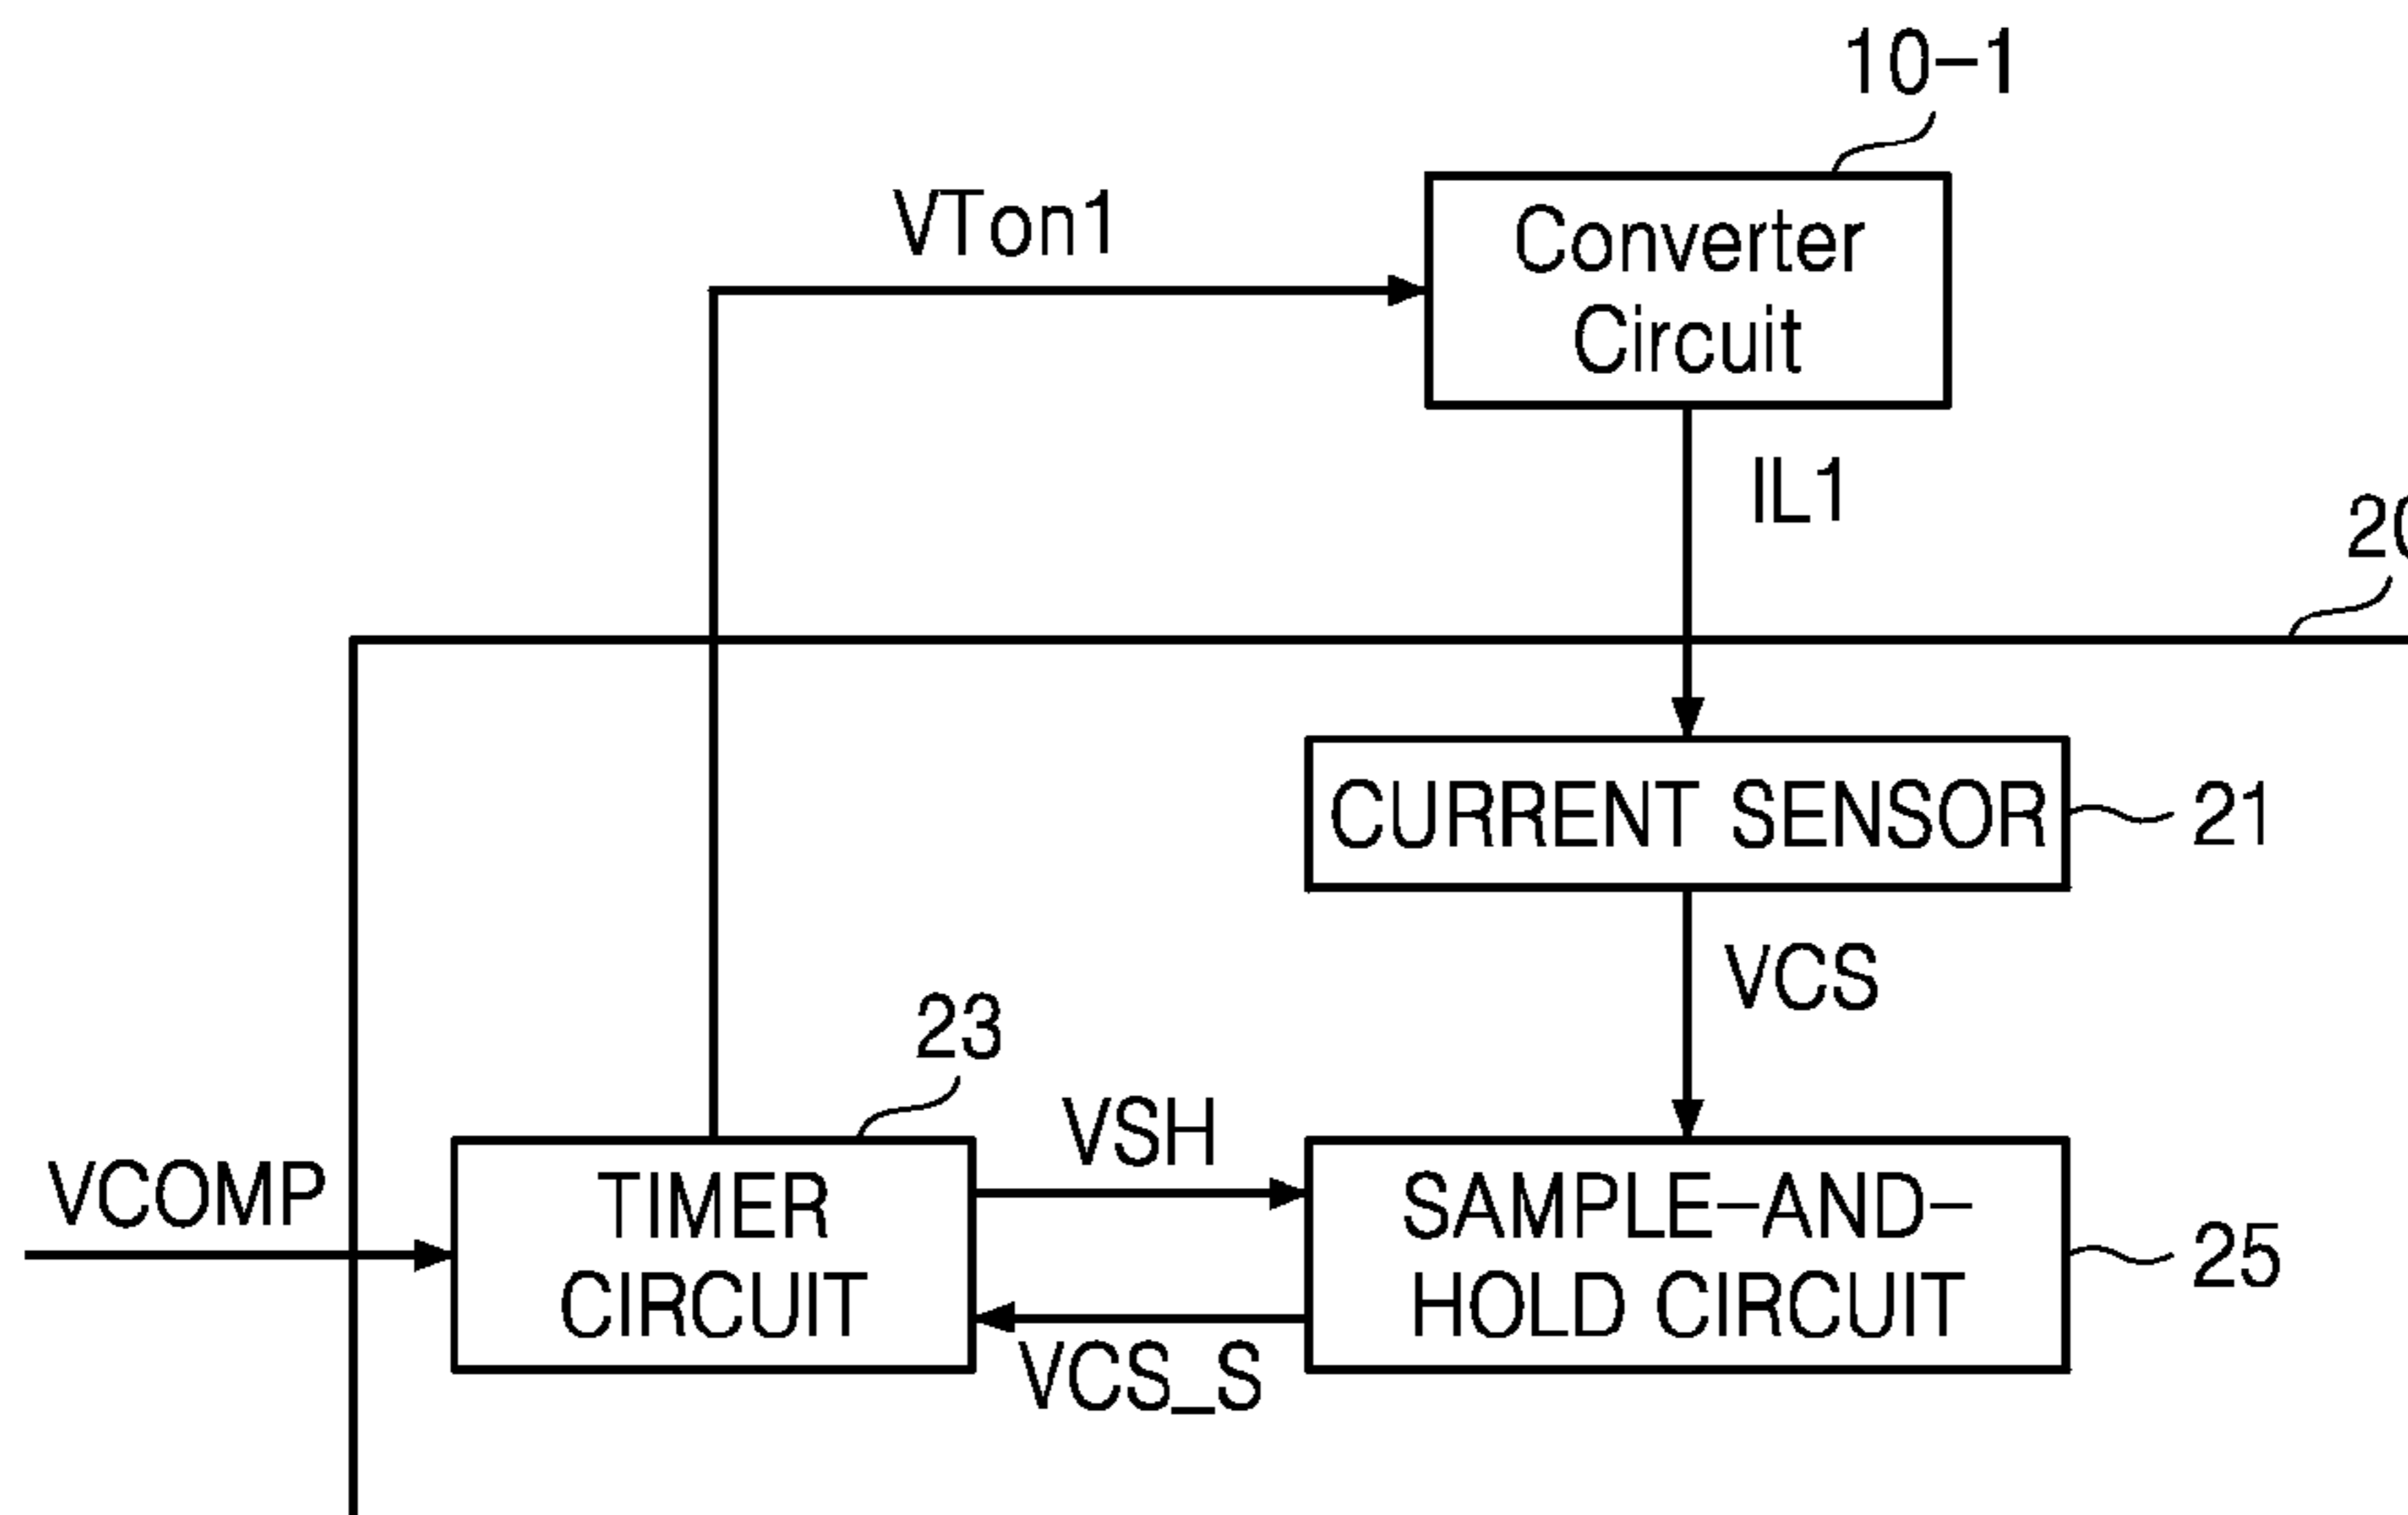 10-1
VTon1
Converter
Circuit
IL1
CURRENT SENSOR
21
VCS
23
VSH
VCOMP
TIMER
CIRCUIT
SAMPLE-AND-
HOLD CIRCUIT
25
VCS_S